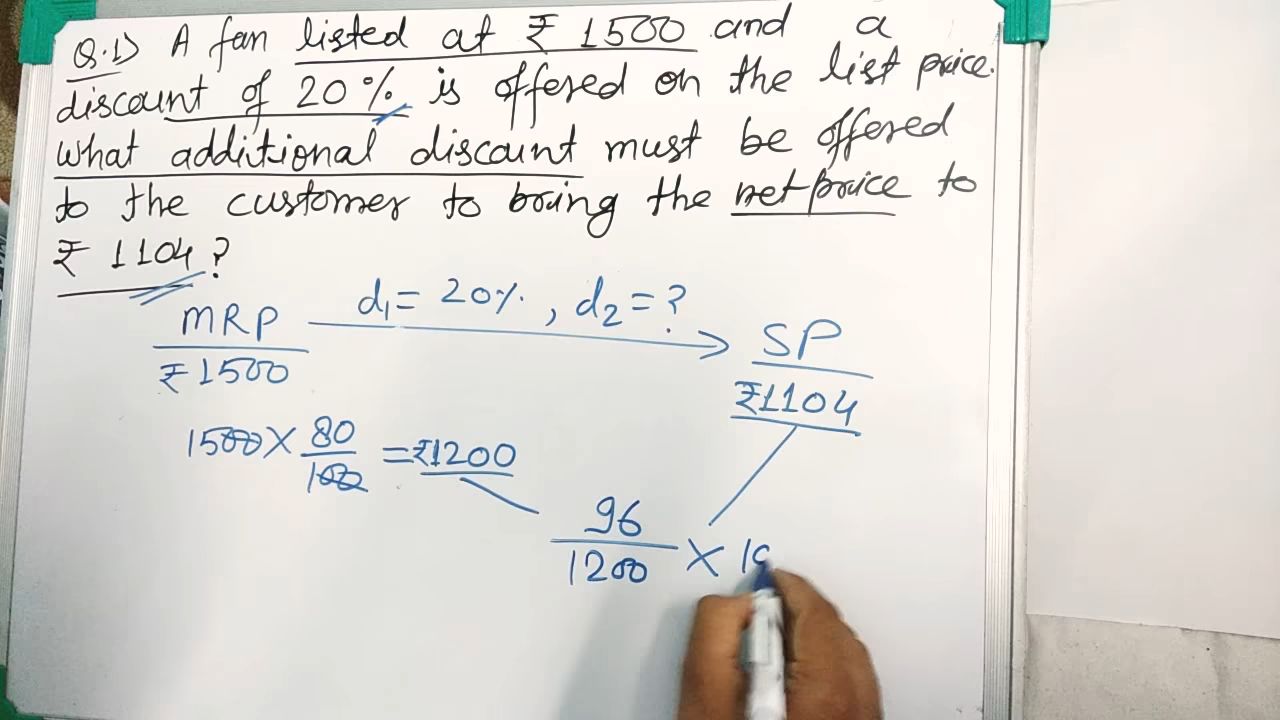 Q.1) A fan listed at ₹ 1500 and a
discount of 20% is offered on the list price.
What additional discount must be offered
to the customer to bring the net price to
₹ 1104?
MRP d₁= 20%, d₂=? SP
₹1500 ₹1104
1500 × 80/100 = ₹1200
96/1200 ×